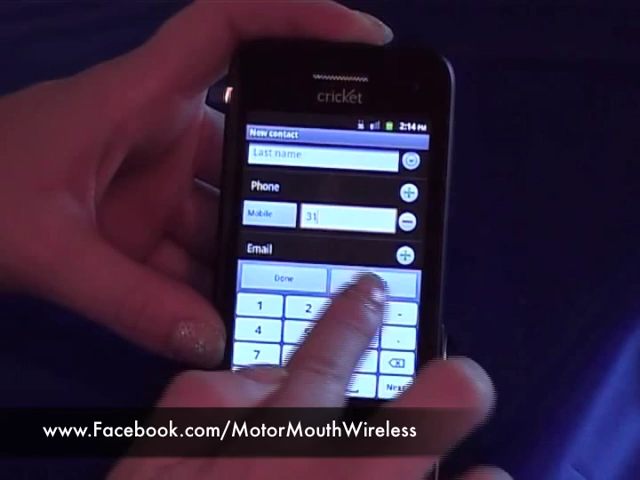 cricket
2:14 PM
New contact
Last name
Phone
Mobile
31
Email
Done
1
2
-
4
.
7
Next
www.Facebook.com/MotorMouthWireless